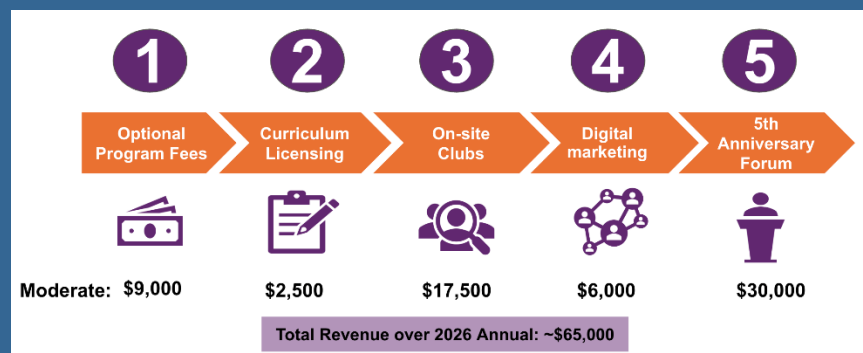 1
2
3
4
5
Optional
Program Fees
Curriculum
Licensing
On-site
Clubs
Digital
marketing
5th
Anniversary
Forum
Moderate: $9,000 $2,500 $17,500 $6,000 $30,000
Total Revenue over 2026 Annual: ~$65,000